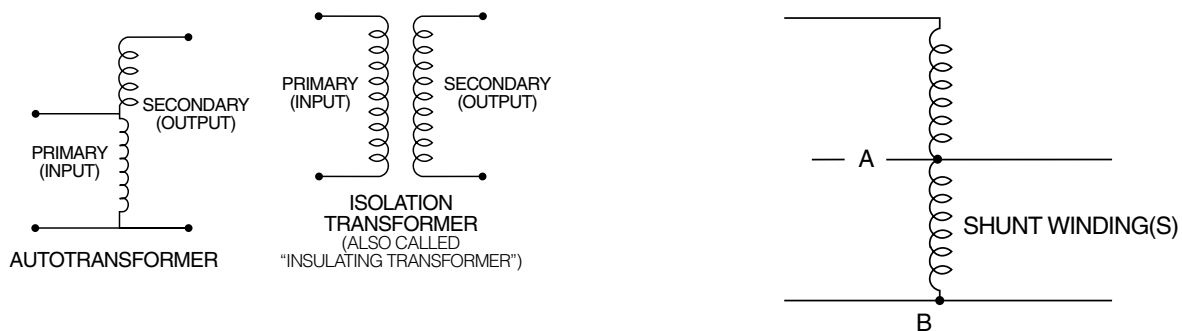 SECONDARY
(OUTPUT)
PRIMARY
(INPUT)
AUTOTRANSFORMER
PRIMARY
(INPUT)
SECONDARY
(OUTPUT)
ISOLATION
TRANSFORMER
(ALSO CALLED
“INSULATING TRANSFORMER”)
A
SHUNT WINDING(S)
B